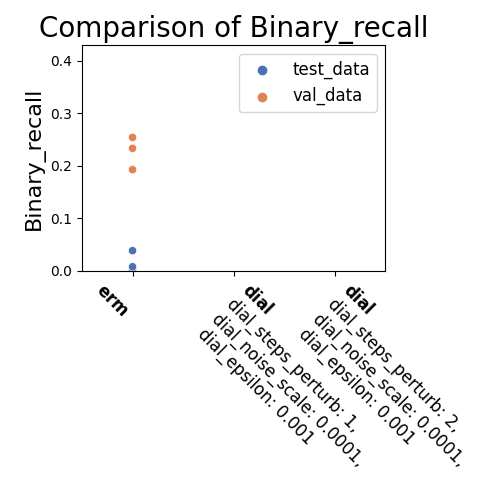 Comparison of Binary_recall
Binary_recall
0.4
0.3
0.2
0.1
0.0
test_data
val_data
erm
dial
dial_steps_perturb: 1,
dial_noise_scale: 0.0001,
dial_epsilon: 0.001
dial
dial_steps_perturb: 2,
dial_noise_scale: 0.0001,
dial_epsilon: 0.001